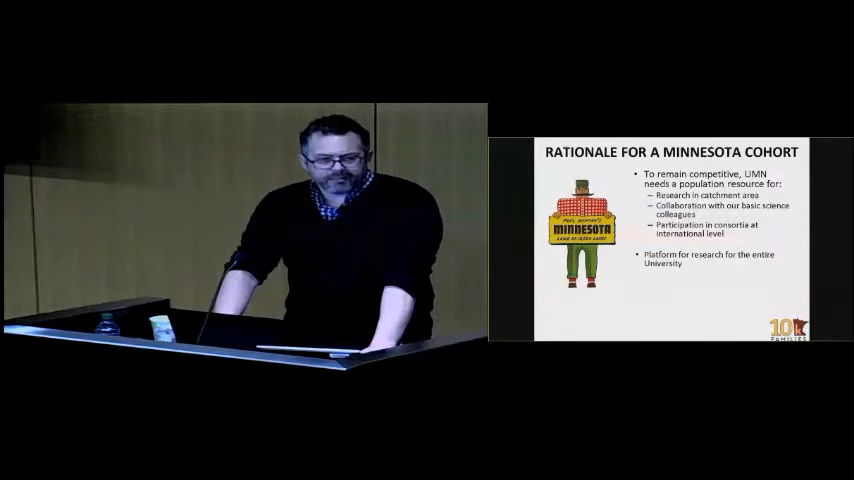 RATIONALE FOR A MINNESOTA COHORT
• To remain competitive, UMN
needs a population resource for:
– Research in catchment area
– Collaboration with our basic science
colleagues
– Participation in consortia at
international level
• Platform for research for the entire
University
PAUL BUNYAN'S
MINNESOTA
LAND OF 10,000 LAKES
10K
FAMILIES